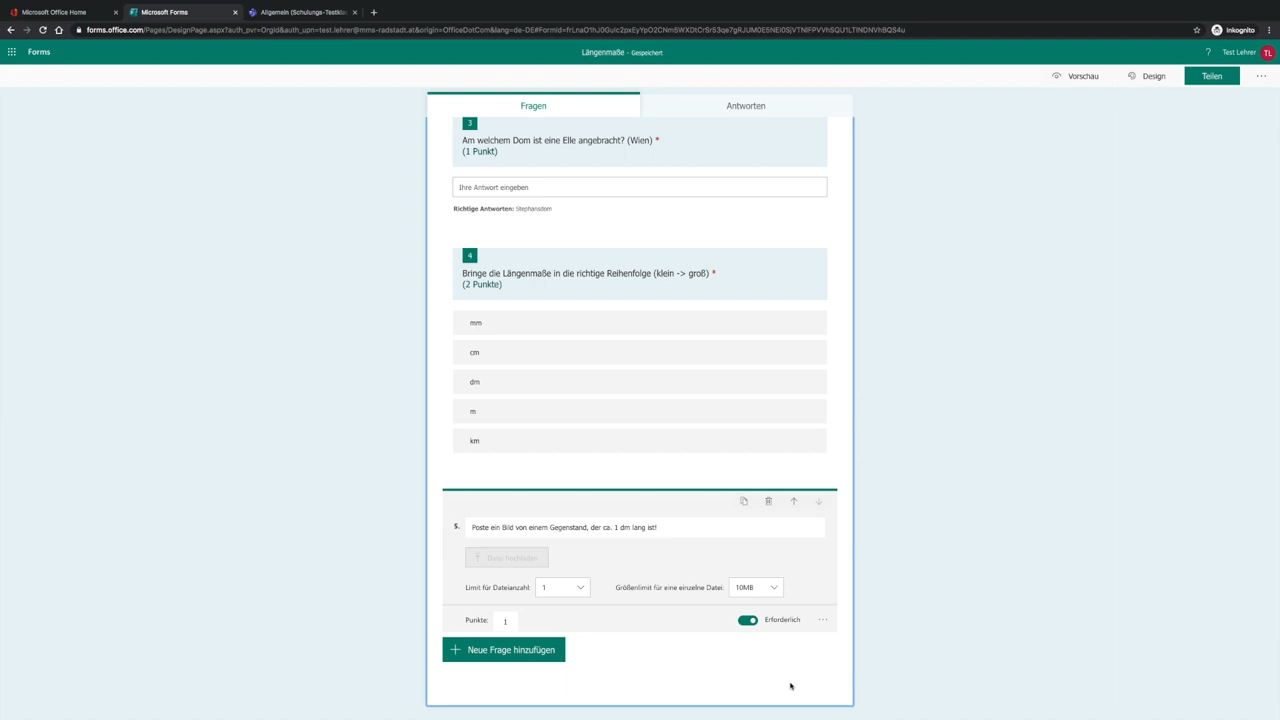 Microsoft Office Home
Microsoft Forms
Allgemein (Schulungs-Testkla
Inkognito
Forms
Längenmaße - Gespeichert
?
Test Lehrer
TL
Vorschau
Design
Teilen
Fragen
Antworten
3
Am welchem Dom ist eine Elle angebracht? (Wien) *
(1 Punkt)
Ihre Antwort eingeben
Richtige Antworten: Stephansdom
4
Bringe die Längenmaße in die richtige Reihenfolge (klein -> groß) *
(2 Punkte)
mm
cm
dm
m
km
5.
Poste ein Bild von einem Gegenstand, der ca. 1 dm lang ist!
Datei hochladen
Limit für Dateianzahl:
1
Größenlimit für eine einzelne Datei:
10MB
Punkte:
1
Erforderlich
Neue Frage hinzufügen